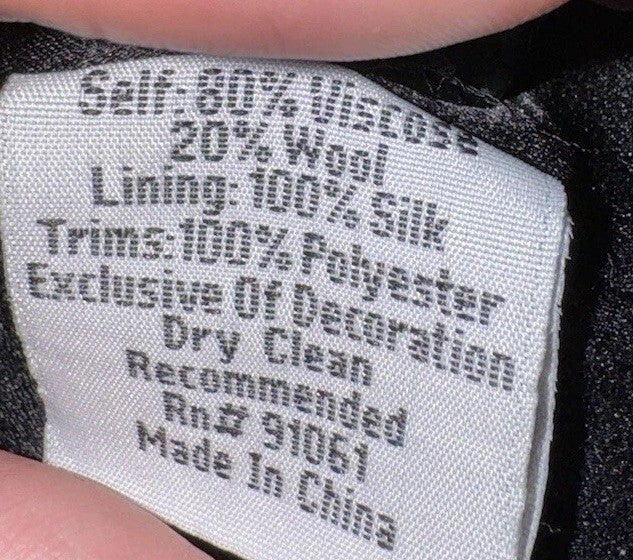 Self: 80% Viscose
20% Wool
Lining: 100% Silk
Trims: 100% Polyester
Exclusive Of Decoration
Dry Clean
Recommended
Rn# 91061
Made In China